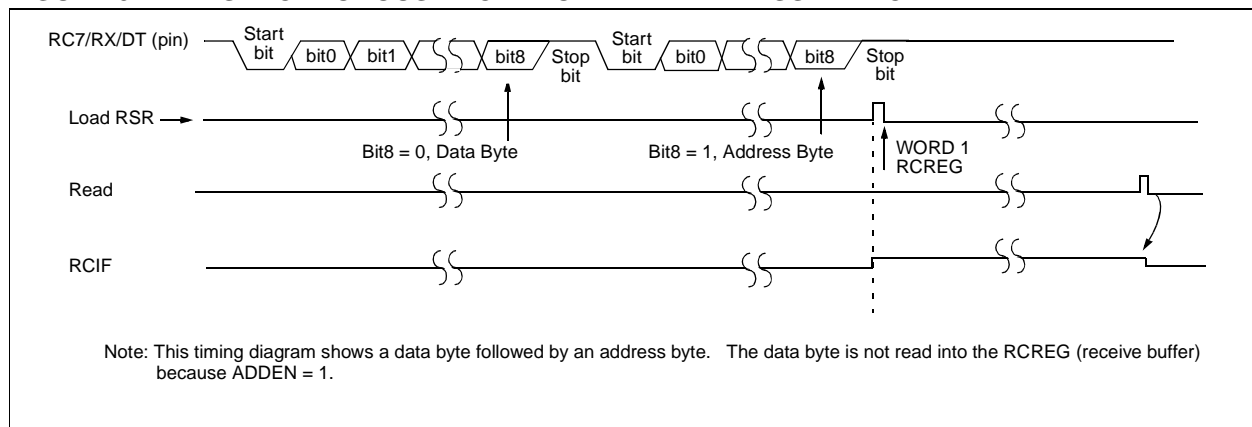 RC7/RX/DT (pin)
Start
bit
bit0
bit1
bit8
Stop
bit
Start
bit
bit0
bit8
Stop
bit
Load RSR
Bit8 = 0, Data Byte
Bit8 = 1, Address Byte
WORD 1
RCREG
Read
RCIF
Note: This timing diagram shows a data byte followed by an address byte. The data byte is not read into the RCREG (receive buffer)
because ADDEN = 1.